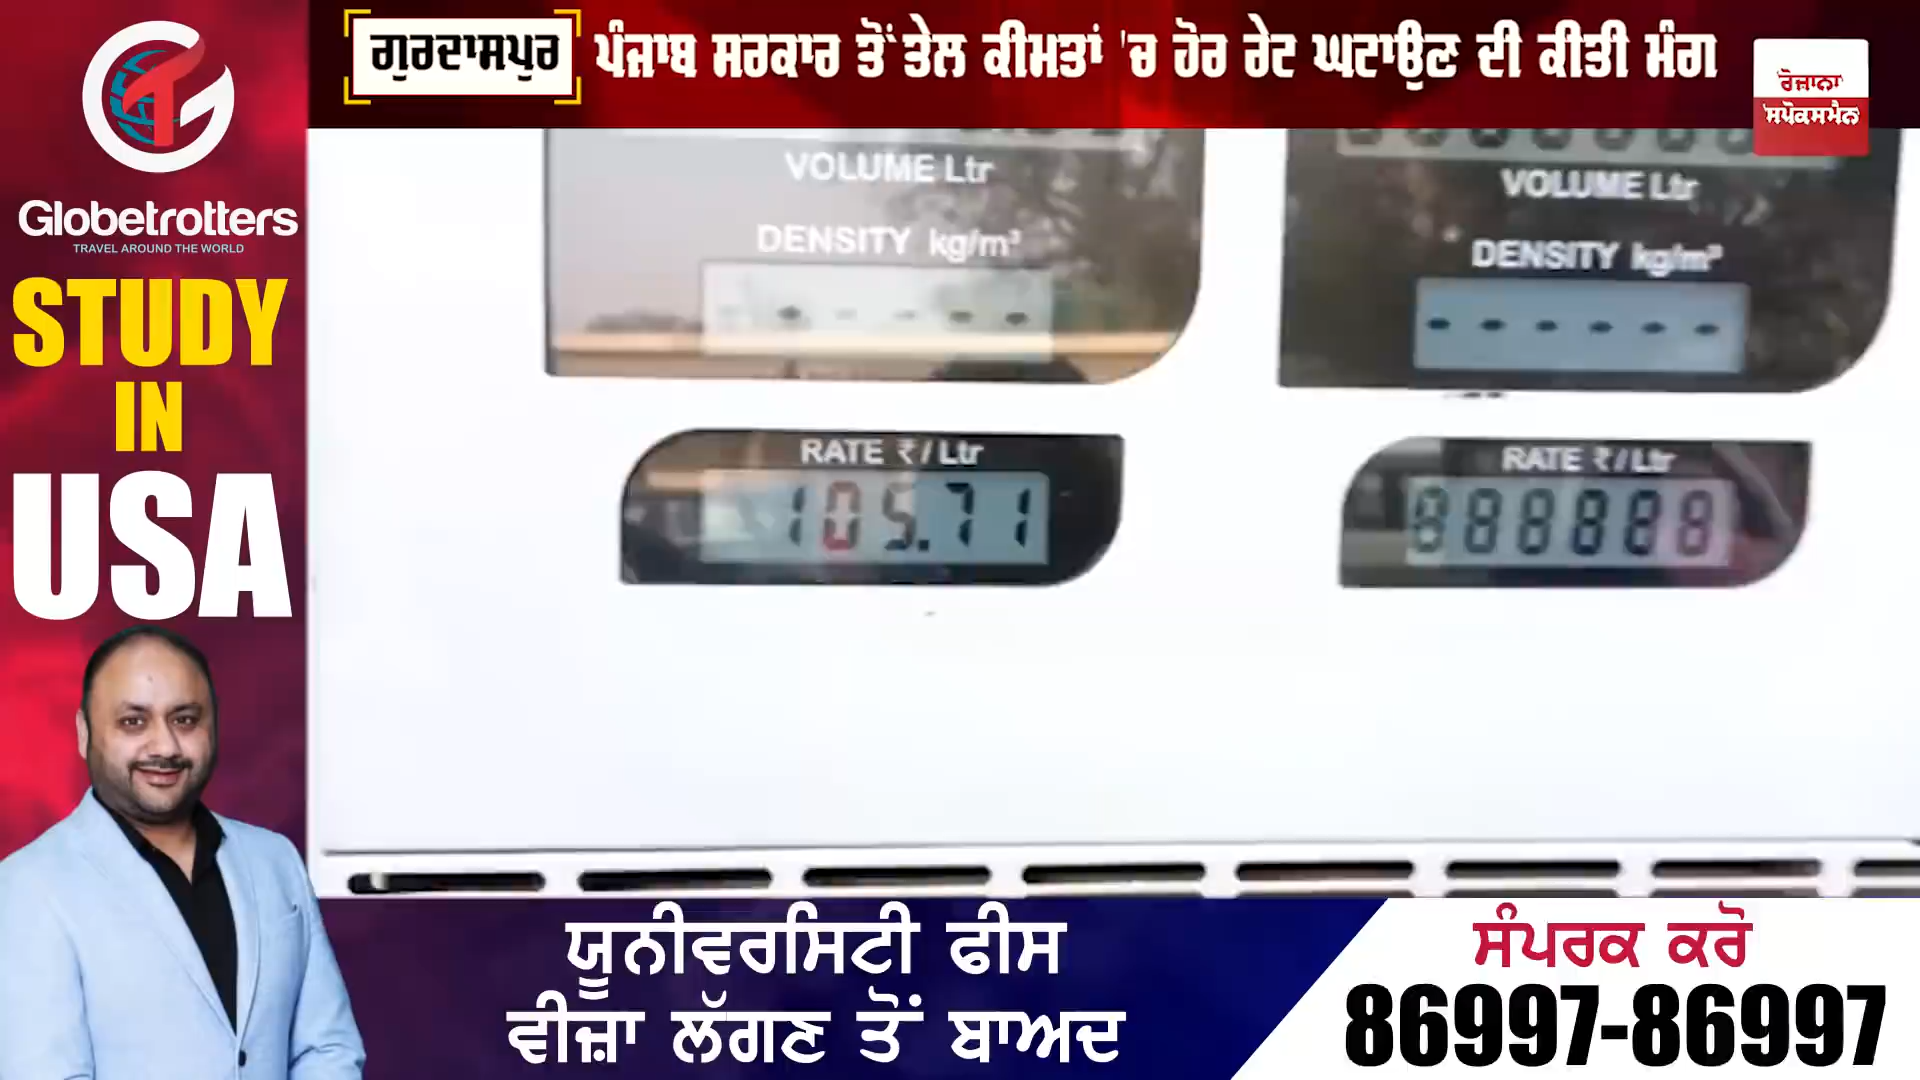 ਗੁਰਦਾਸਪੁਰ
ਪੰਜਾਬ ਸਰਕਾਰ ਤੋਂ ਤੇਲ ਕੀਮਤਾਂ 'ਚ ਹੋਰ ਰੇਟ ਘਟਾਉਣ ਦੀ ਕੀਤੀ ਮੰਗ
ਰੋਜ਼ਾਨਾ
ਸਪੋਕਸਮੈਨ
Globetrotters
TRAVEL AROUND THE WORLD
STUDY
IN
USA
VOLUME Ltr
DENSITY kg/m³
------
RATE ₹/Ltr
105.71
VOLUME Ltr
DENSITY kg/m³
------
RATE ₹/Ltr
888888
ਯੂਨੀਵਰਸਿਟੀ ਫੀਸ
ਵੀਜ਼ਾ ਲੱਗਣ ਤੋਂ ਬਾਅਦ
ਸੰਪਰਕ ਕਰੋ
86997-86997